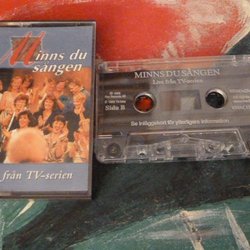 Minns du
sången
från TV-serien
MINNS DU SÅNGEN
Live från TV-serien
Sida B
Se inläggskort för ytterligare information